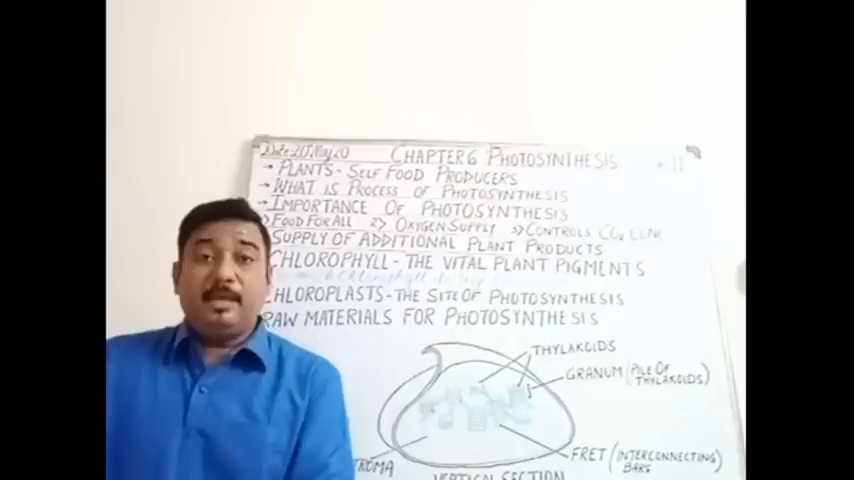 Date:20 May 20 CHAPTER 6 PHOTOSYNTHESIS
→ PLANTS - SELF FOOD PRODUCERS
→ WHAT IS PROCESS OF PHOTOSYNTHESIS
→ IMPORTANCE OF PHOTOSYNTHESIS
FOOD FOR ALL 2> OXYGEN SUPPLY 3> CONTROLS CO2 CONC
SUPPLY OF ADDITIONAL PLANT PRODUCTS
CHLOROPHYLL - THE VITAL PLANT PIGMENTS
CHLOROPLASTS - THE SITE OF PHOTOSYNTHESIS
RAW MATERIALS FOR PHOTOSYNTHESIS
THYLAKOIDS
GRANUM (PILE OF THYLAKOIDS)
FRET (INTERCONNECTING BARS
TROMA
VERTICAL SECTION